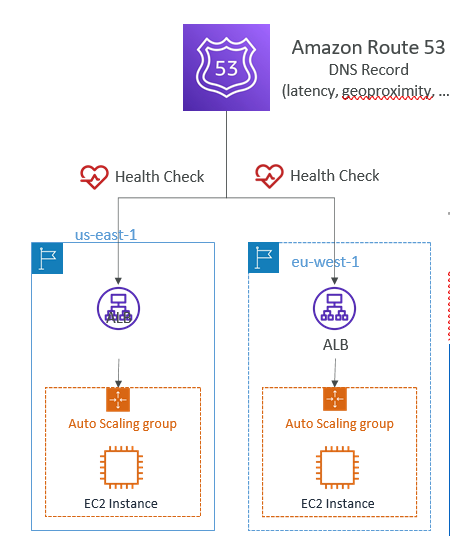 53
Amazon Route 53
DNS Record
(latency, geoproximity, ...
Health Check
Health Check
us-east-1
eu-west-1
ALB
ALB
Auto Scaling group
Auto Scaling group
EC2 Instance
EC2 Instance